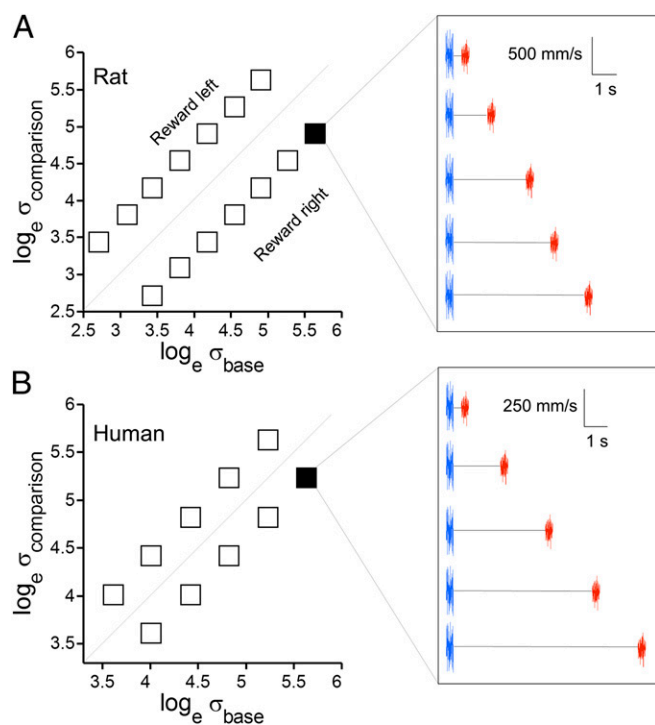 A
Rat
Reward left
Reward right
6
5.5
5
4.5
4
3.5
3
2.5
2.5 3 3.5 4 4.5 5 5.5 6
logₑ σcomparison
logₑ σbase
500 mm/s
1 s
B
Human
6
5.5
5
4.5
4
3.5
3.5 4 4.5 5 5.5 6
logₑ σcomparison
logₑ σbase
250 mm/s
1 s